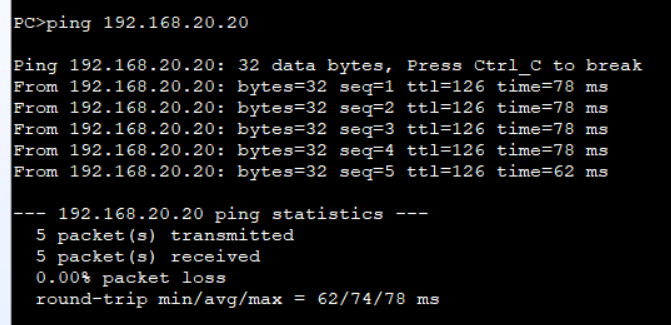 PC>ping 192.168.20.20
Ping 192.168.20.20: 32 data bytes, Press Ctrl_C to break
From 192.168.20.20: bytes=32 seq=1 ttl=126 time=78 ms
From 192.168.20.20: bytes=32 seq=2 ttl=126 time=78 ms
From 192.168.20.20: bytes=32 seq=3 ttl=126 time=78 ms
From 192.168.20.20: bytes=32 seq=4 ttl=126 time=78 ms
From 192.168.20.20: bytes=32 seq=5 ttl=126 time=62 ms
--- 192.168.20.20 ping statistics ---
5 packet(s) transmitted
5 packet(s) received
0.00% packet loss
round-trip min/avg/max = 62/74/78 ms